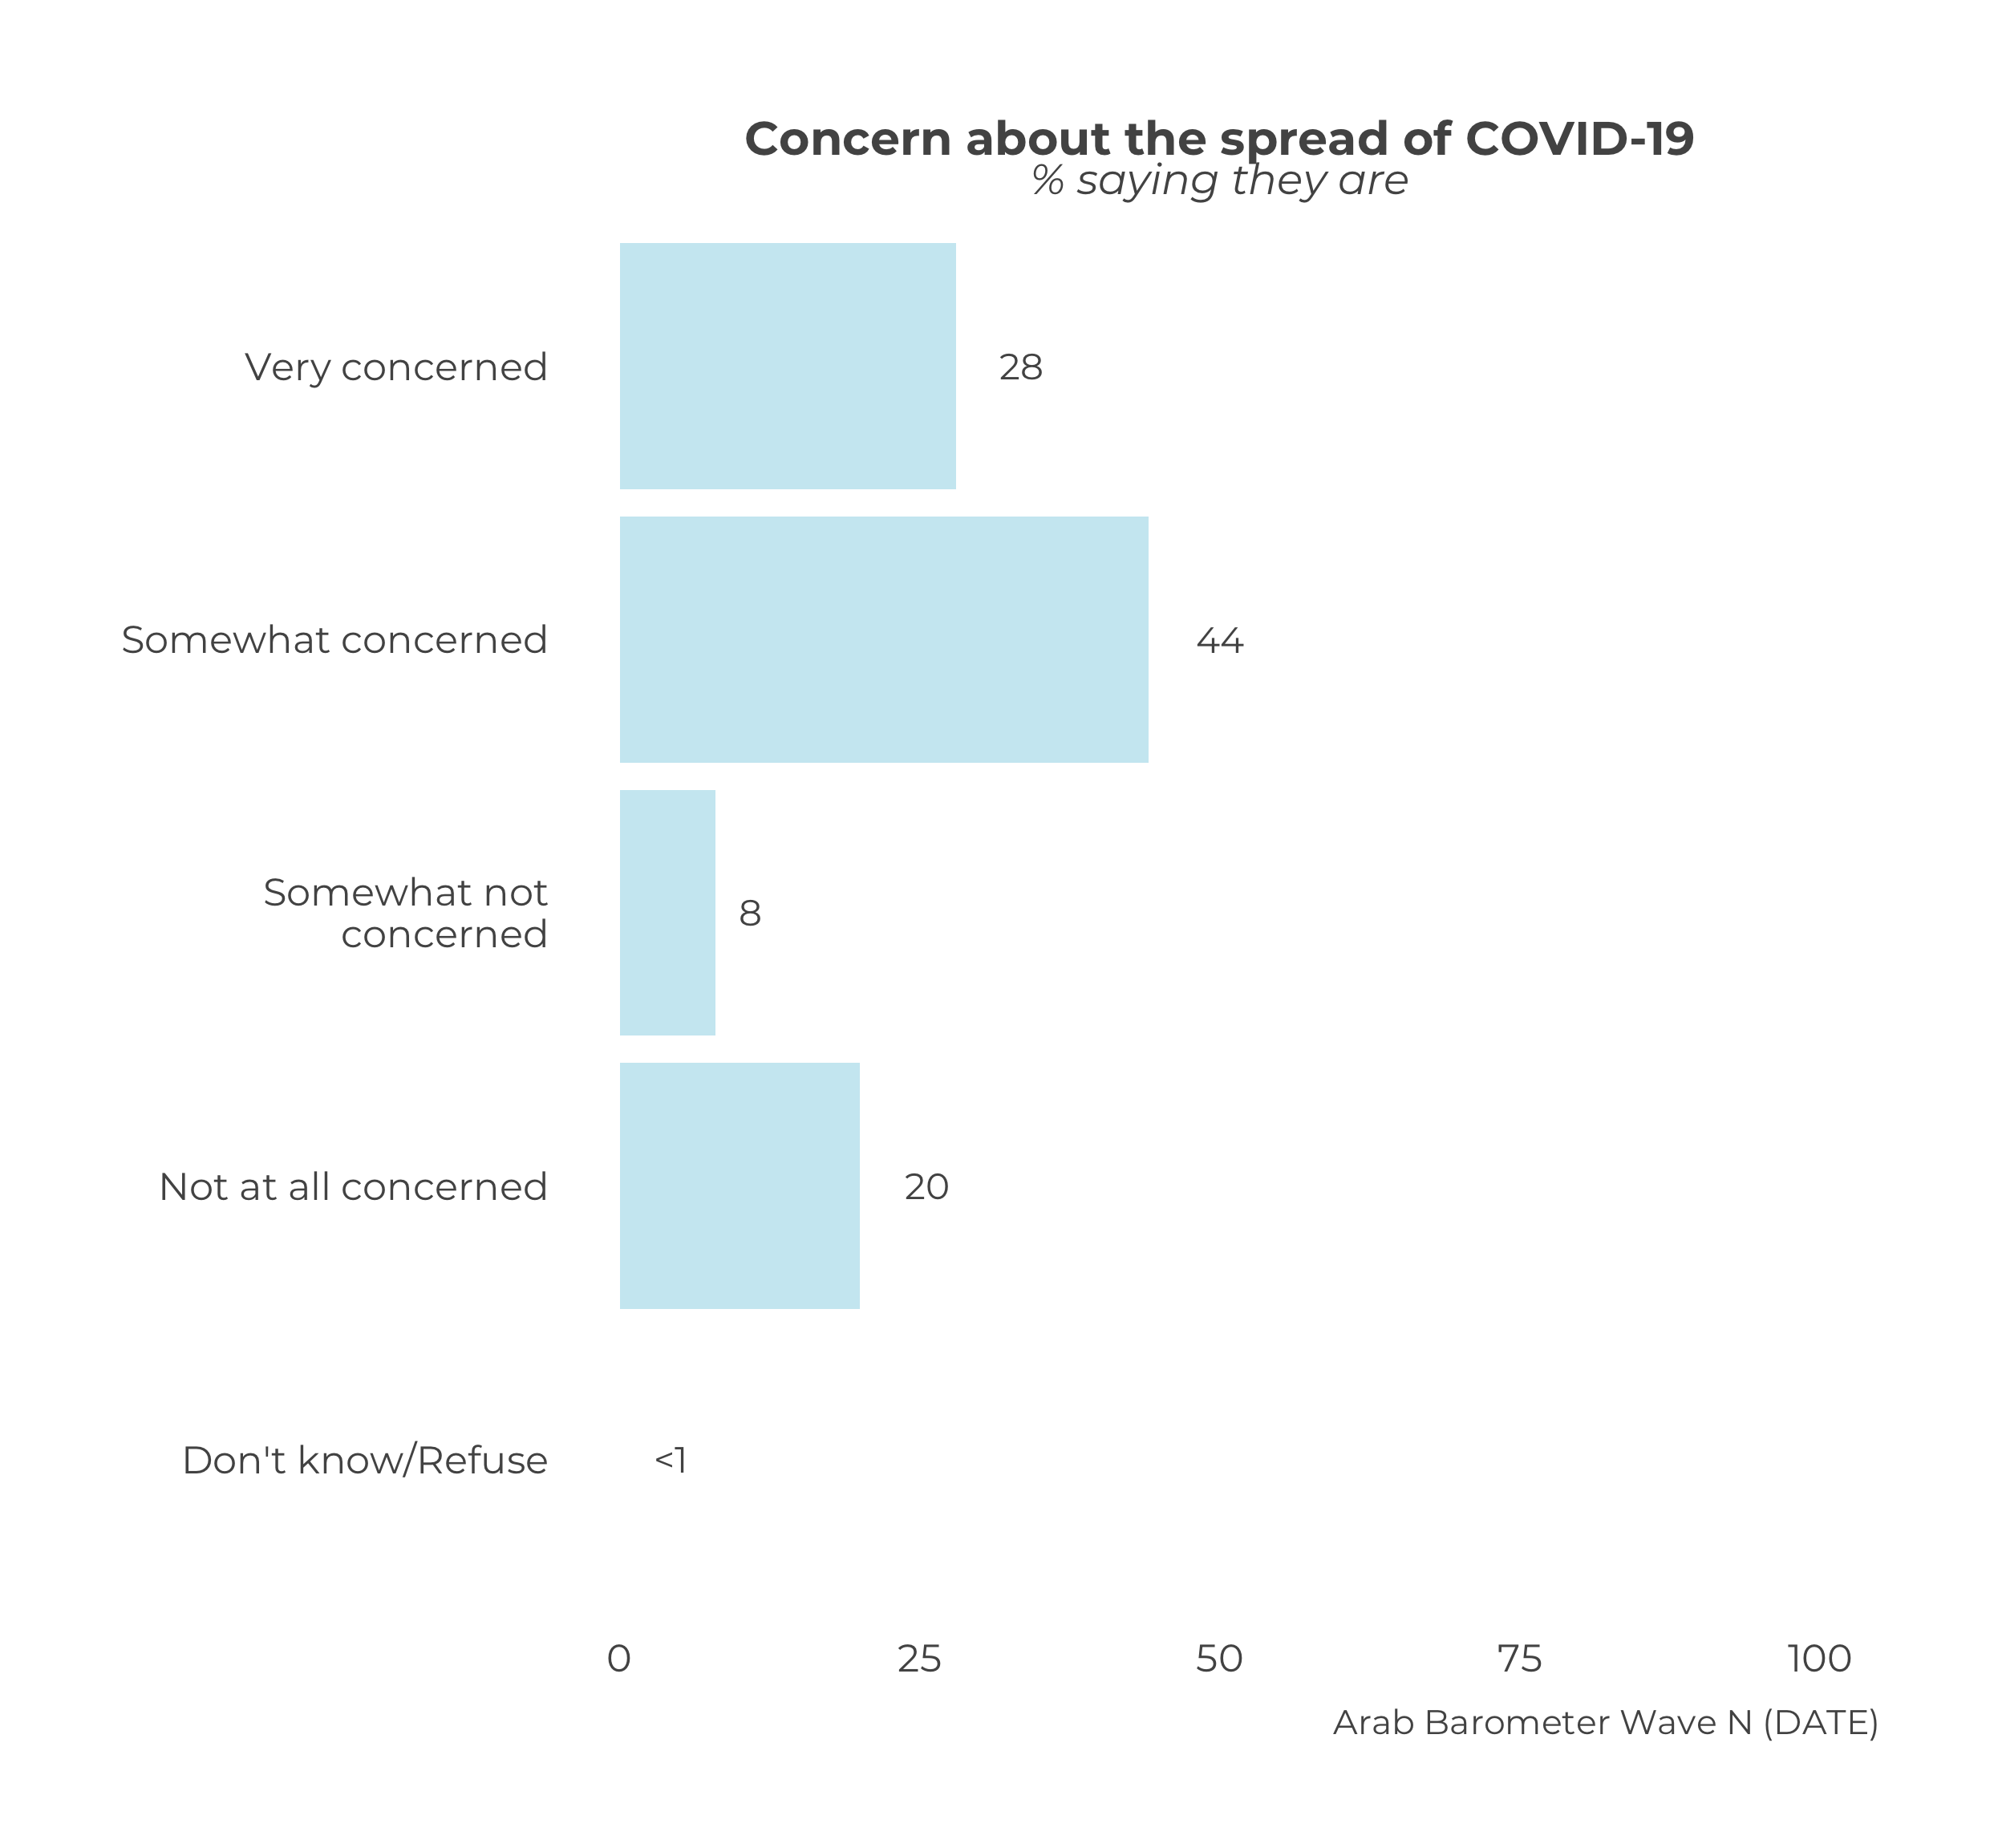 Concern about the spread of COVID-19
% saying they are
Very concerned
28
Somewhat concerned
44
Somewhat not
concerned
8
Not at all concerned
20
Don't know/Refuse
<1
0 25 50 75 100
Arab Barometer Wave N (DATE)